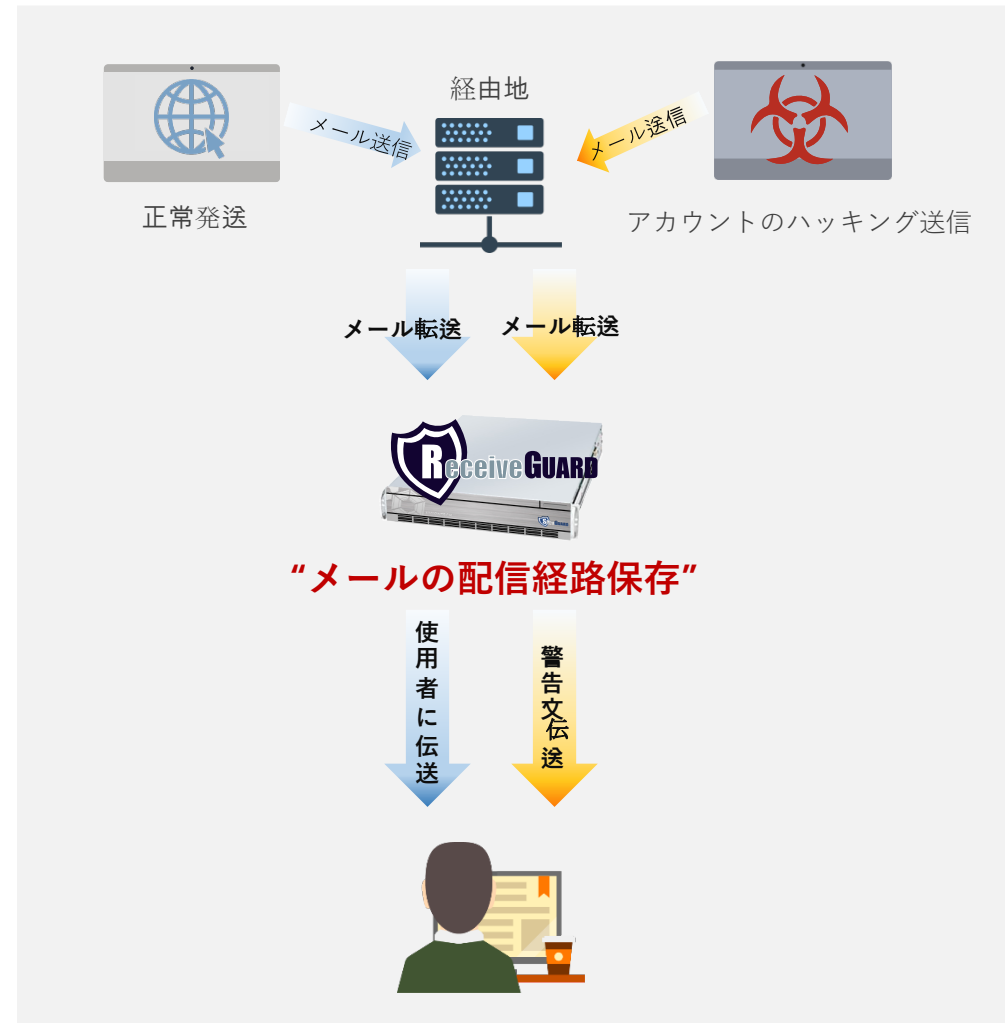 経由地
メール送信
メール送信
正常発送
アカウントのハッキング送信
メール転送
メール転送
ReceiveGUARD
“メールの配信経路保存”
使用者に伝送
警告文伝送